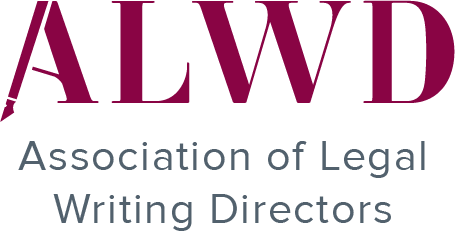 ALWD
Association of Legal
Writing Directors